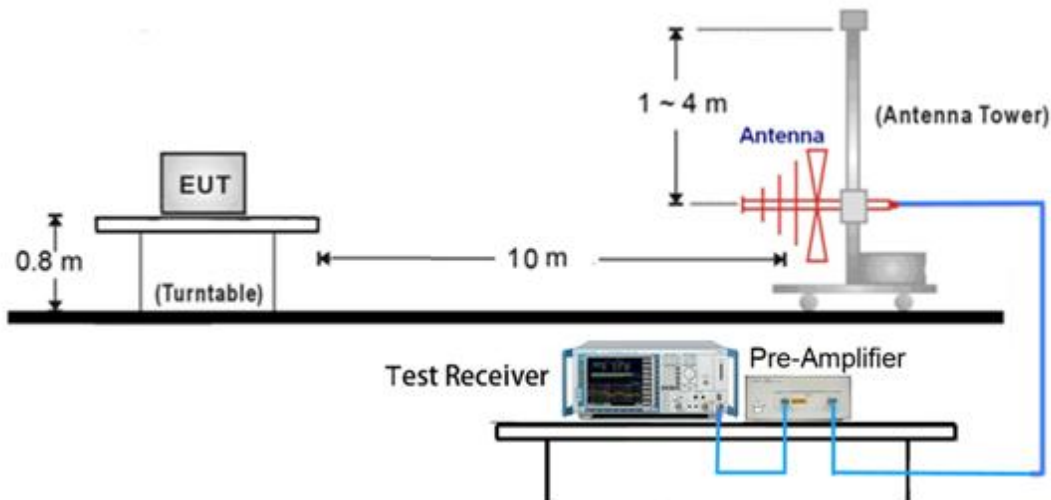 1 ~ 4 m
(Antenna Tower)
Antenna
EUT
0.8 m
10 m
(Turntable)
Test Receiver
Pre-Amplifier